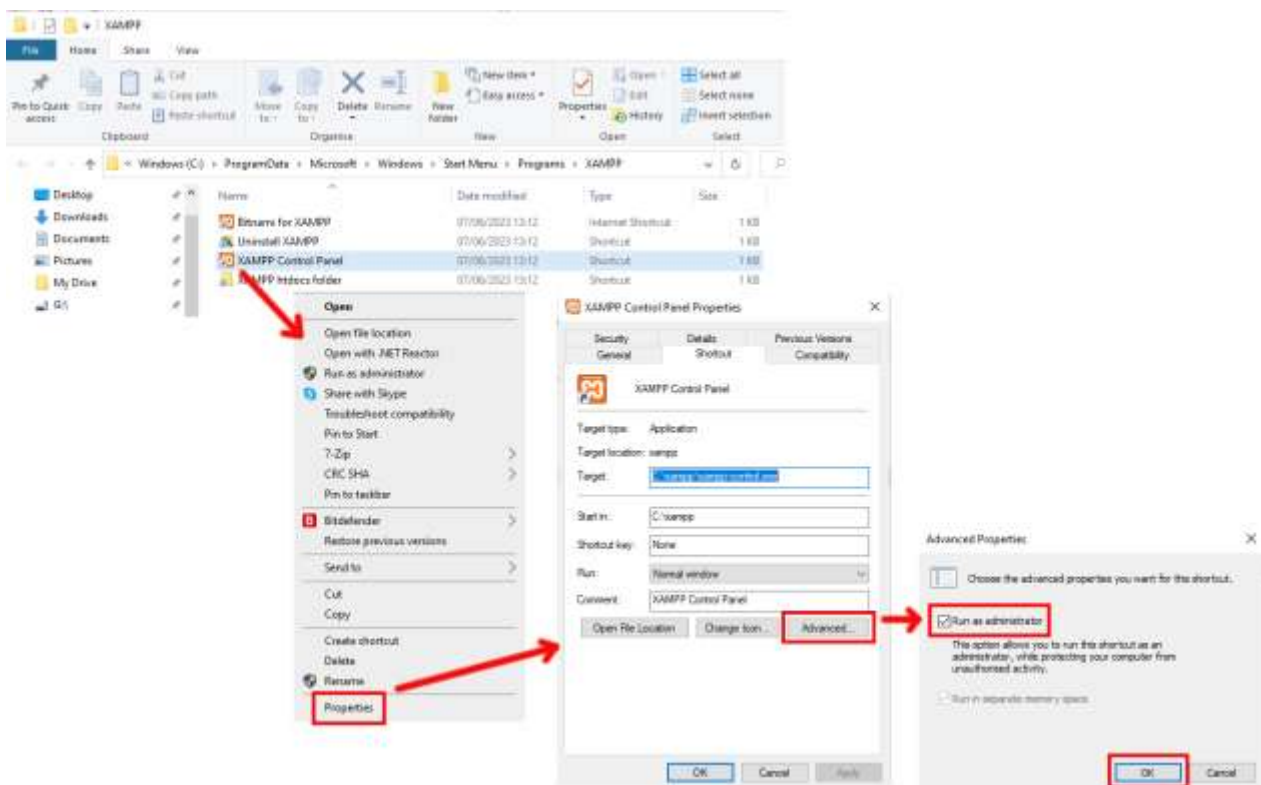 XAMPP
File Home Share View
Pin to Quick access
Copy
Paste
Cut
Copy path
Paste shortcut
Move to
Copy to
Delete
Rename
New folder
New item
Easy access
Properties
Open
Edit
History
Select all
Select none
Invert selection
Clipboard Organise New Open Select
Windows (C:) Program​Data Microsoft Windows Start Menu Programs XAMPP
Desktop
Downloads
Documents
Pictures
My Drive
G:\
Name Date modified Type Size
Bitnami for XAMPP 07/06/2023 13:12 Internet Shortcut 1 KB
Uninstall XAMPP 07/06/2023 13:12 Shortcut 1 KB
XAMPP Control Panel 07/06/2023 13:12 Shortcut 1 KB
XAMPP htdocs folder 07/06/2023 13:12 Shortcut 1 KB
Open
Open file location
Open with .NET Reactor
Run as administrator
Share with Skype
Troubleshoot compatibility
Pin to Start
7-Zip
CRC SHA
Pin to taskbar
Bitdefender
Restore previous versions
Send to
Cut
Copy
Create shortcut
Delete
Rename
Properties
XAMPP Control Panel Properties
Security Details Previous Versions
General Shortcut Compatibility
XAMPP Control Panel
Target type: Application
Target location: xampp
Target: C:\xampp\xampp-control.exe
Start in: C:\xampp
Shortcut key: None
Run: Normal window
Comment: XAMPP Control Panel
Open File Location Change Icon... Advanced...
OK Cancel Apply
Advanced Properties
Choose the advanced properties you want for this shortcut.
Run as administrator
This option allows you to run this shortcut as an
administrator, while protecting your computer from
unauthorised activity.
Run in separate memory space
OK Cancel